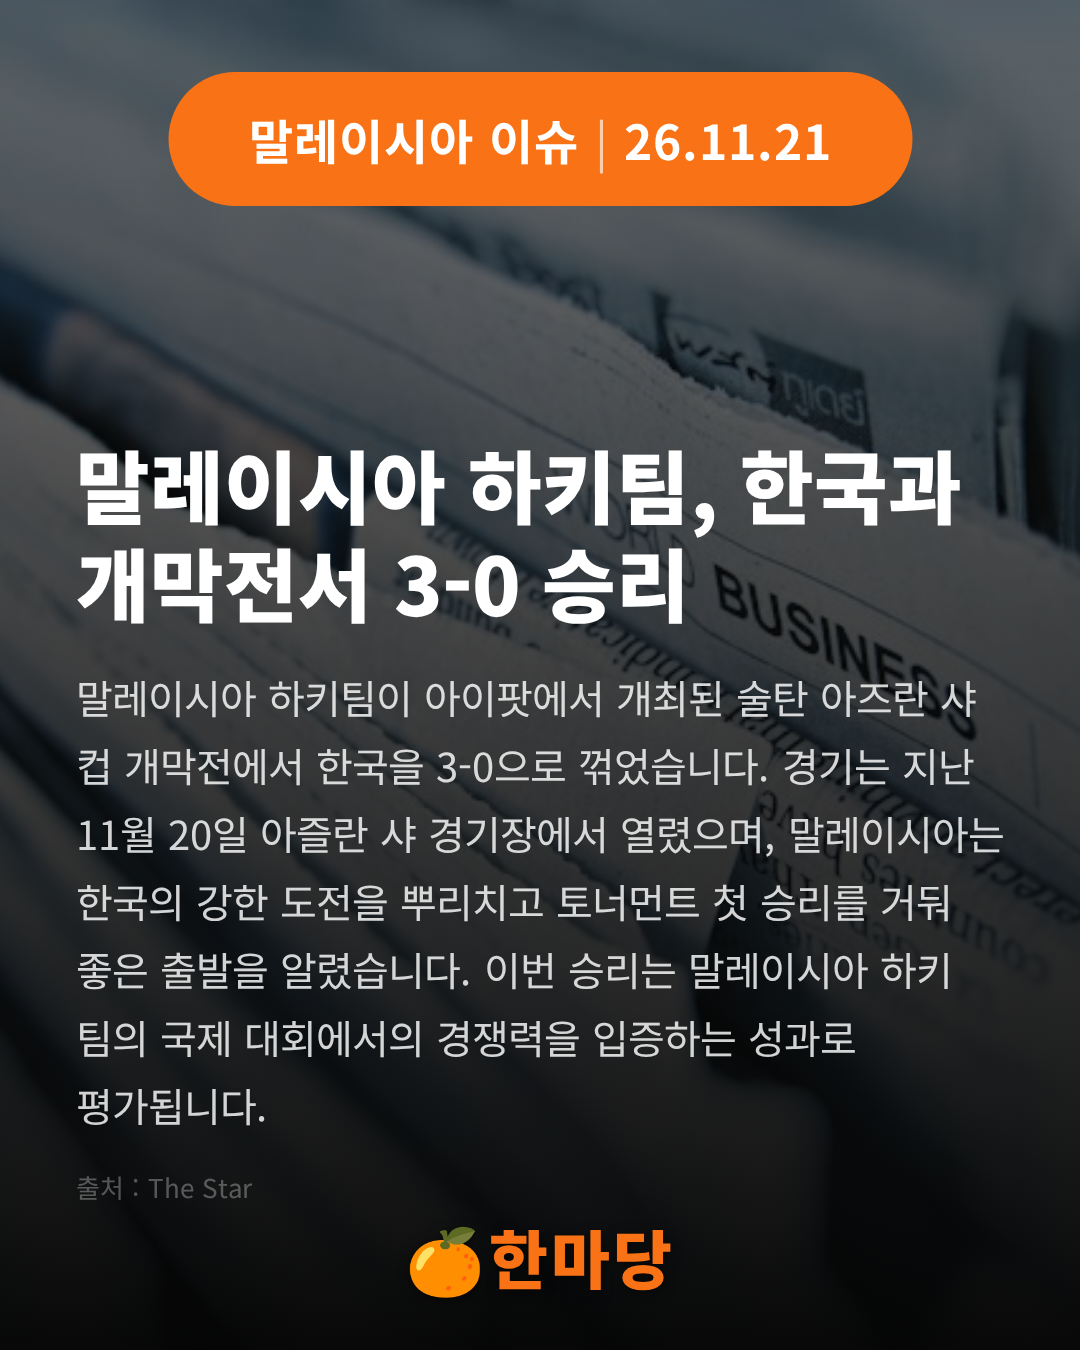 말레이시아 이슈 | 26.11.21
말레이시아 하키팀, 한국과
개막전서 3-0 승리
BUSINESS
말레이시아 하키팀이 아이팟에서 개최된 술탄 아즈란 샤
컵 개막전에서 한국을 3-0으로 꺾었습니다. 경기는 지난
11월 20일 아즐란 샤 경기장에서 열렸으며, 말레이시아는
한국의 강한 도전을 뿌리치고 토너먼트 첫 승리를 거둬
좋은 출발을 알렸습니다. 이번 승리는 말레이시아 하키
팀의 국제 대회에서의 경쟁력을 입증하는 성과로
평가됩니다.
출처 : The Star
한마당